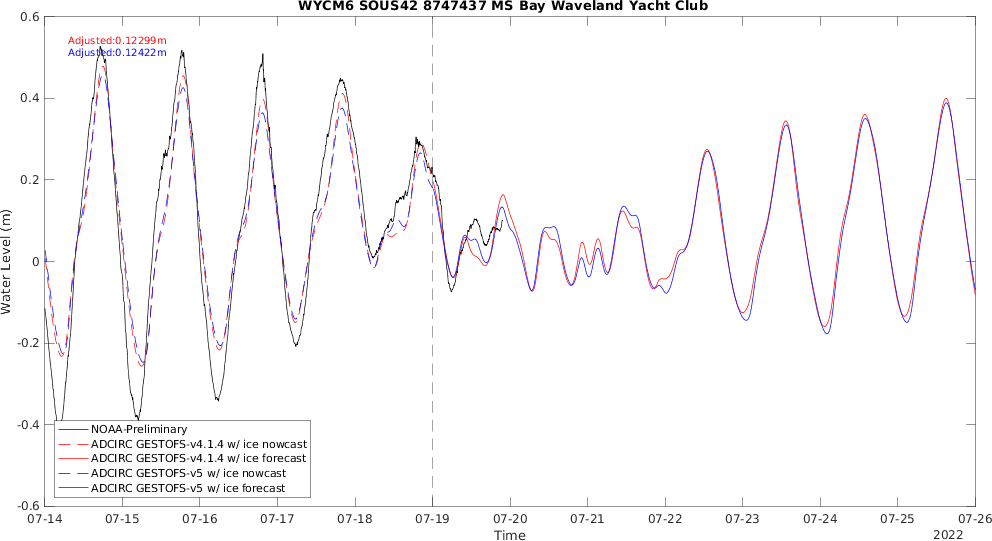 WYCM6 SOUS42 8747437 MS Bay Waveland Yacht Club
Adjusted:0.12299m
Adjusted:0.12422m
Water Level (m)
0.6
0.4
0.2
0
-0.2
-0.4
-0.6
NOAA-Preliminary
ADCIRC GESTOFS-v4.1.4 w/ ice nowcast
ADCIRC GESTOFS-v4.1.4 w/ ice forecast
ADCIRC GESTOFS-v5 w/ ice nowcast
ADCIRC GESTOFS-v5 w/ ice forecast
07-14 07-15 07-16 07-17 07-18 07-19 07-20 07-21 07-22 07-23 07-24 07-25 07-26
Time
2022